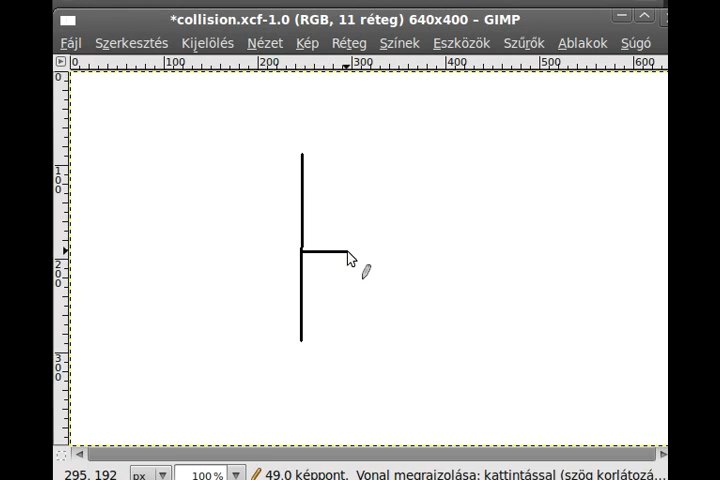 *collision.xcf-1.0 (RGB, 11 réteg) 640x400 – GIMP
Fájl Szerkesztés Kijelölés Nézet Kép Réteg Színek Eszközök Szűrők Ablakok Súgó
0 100 200 300 400 500 600
0
100
200
300
295, 192 px 100 % 49,0 képpont. Vonal megrajzolása: kattintással (szög korlátozá...